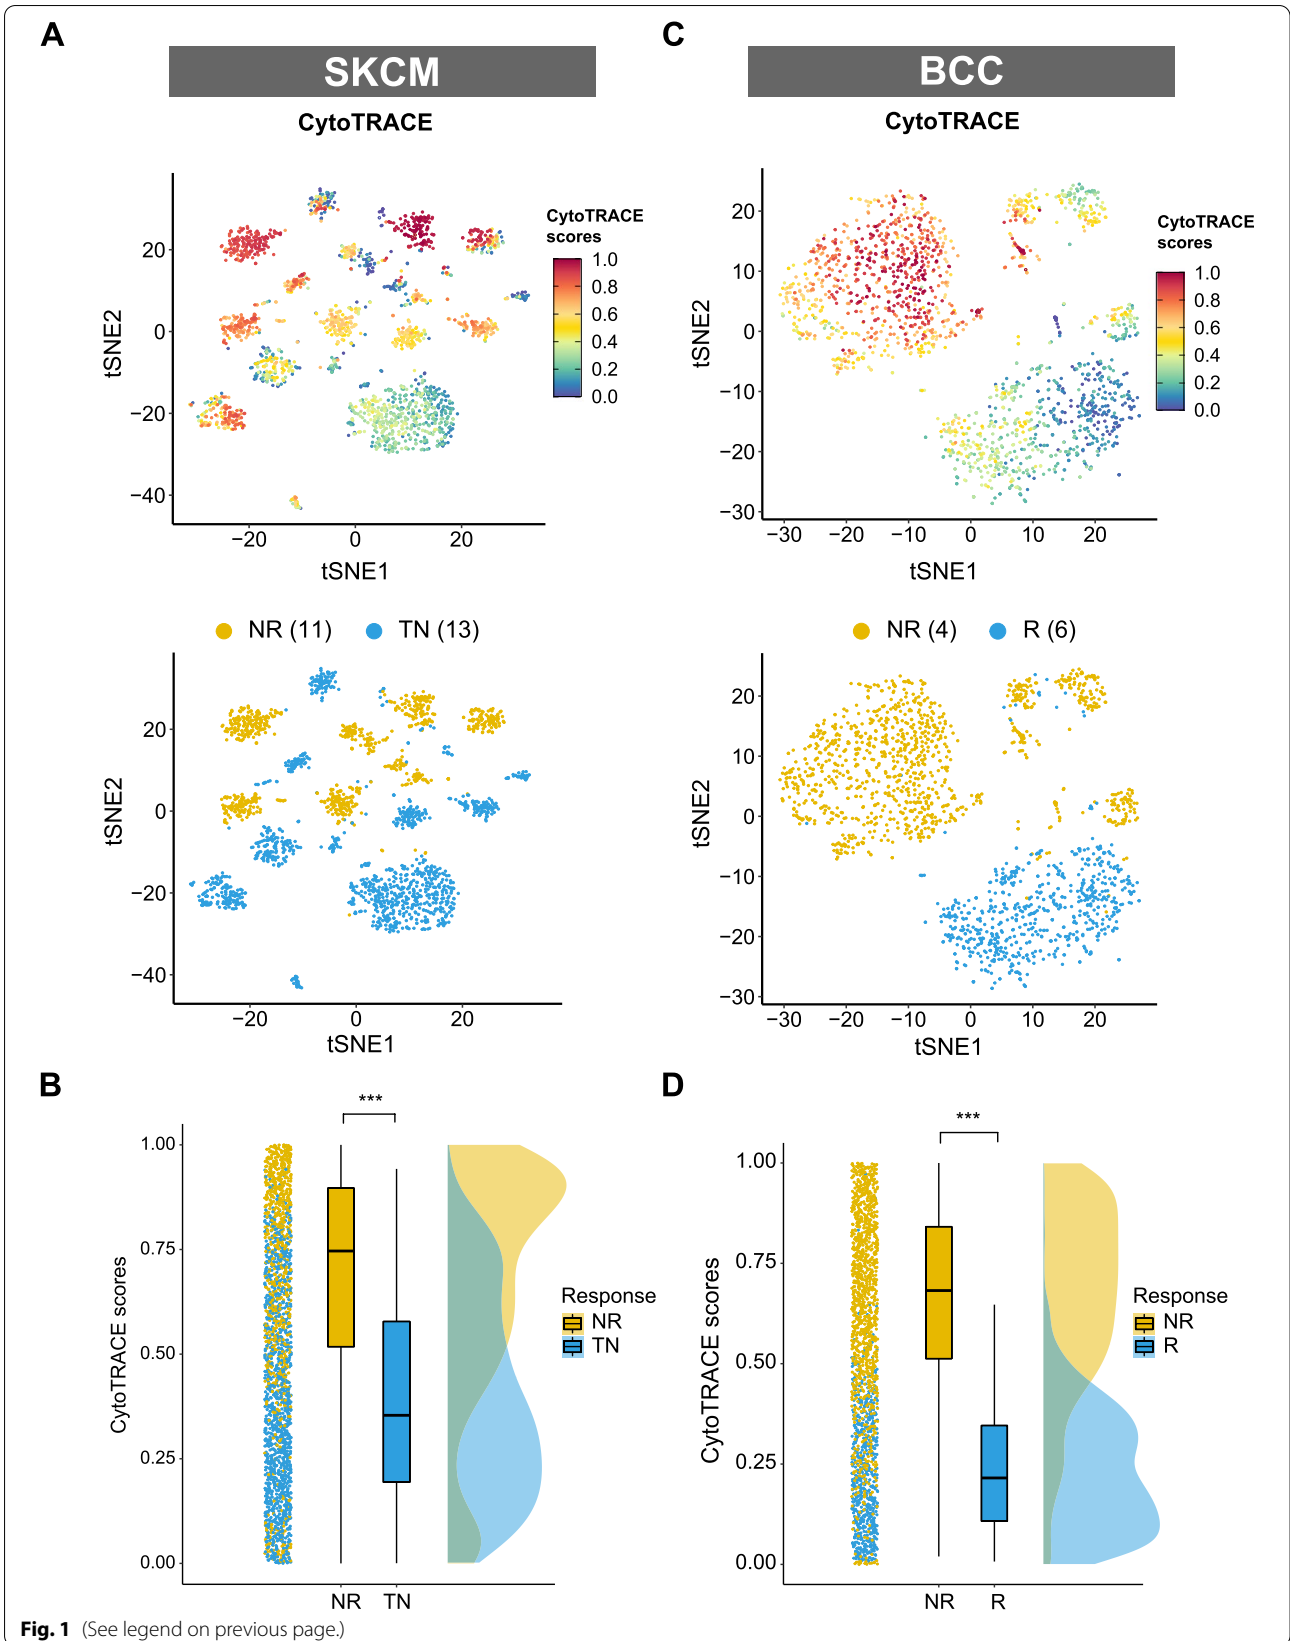 A
SKCM
CytoTRACE
tSNE2
20
0
−20
−40
−20
0
20
tSNE1
CytoTRACE
scores
1.0
0.8
0.6
0.4
0.2
0.0
NR (11)
TN (13)
tSNE2
20
0
−20
−40
−20
0
20
tSNE1
C
BCC
CytoTRACE
tSNE2
20
10
0
−10
−20
−30
−30
−20
−10
0
10
20
tSNE1
CytoTRACE
scores
1.0
0.8
0.6
0.4
0.2
0.0
NR (4)
R (6)
tSNE2
20
10
0
−10
−20
−30
−30
−20
−10
0
10
20
tSNE1
B
***
CytoTRACE scores
1.00
0.75
0.50
0.25
0.00
NR
TN
Response
NR
TN
D
***
CytoTRACE scores
1.00
0.75
0.50
0.25
0.00
NR
R
Response
NR
R
Fig. 1 (See legend on previous page.)